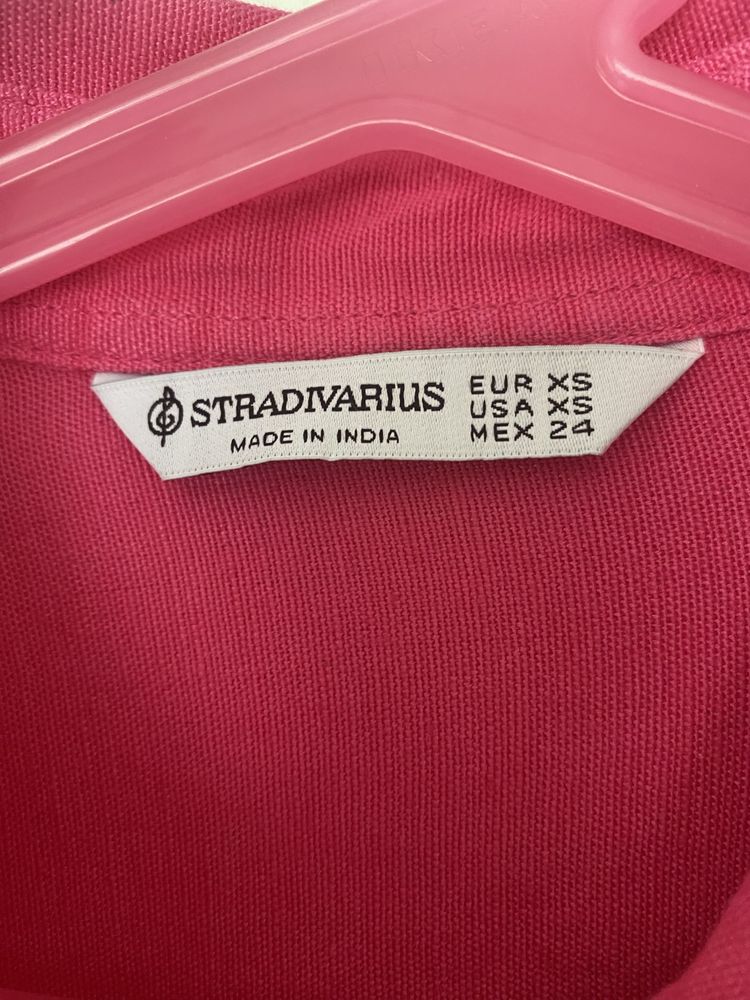 STRADIVARIUS
MADE IN INDIA
EUR XS
USA XS
MEX 24